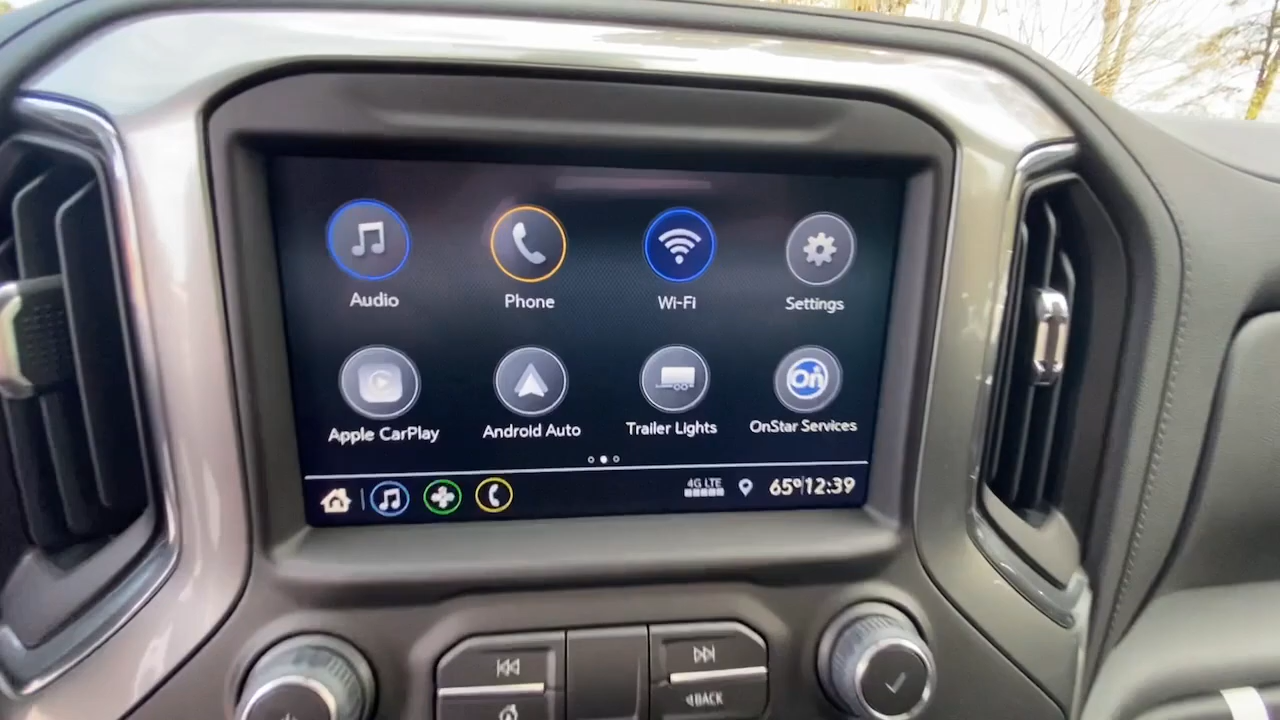 Audio
Phone
Wi-Fi
Settings
Apple CarPlay
Android Auto
Trailer Lights
On
OnStar Services
4G LTE
65°
12:39
BACK